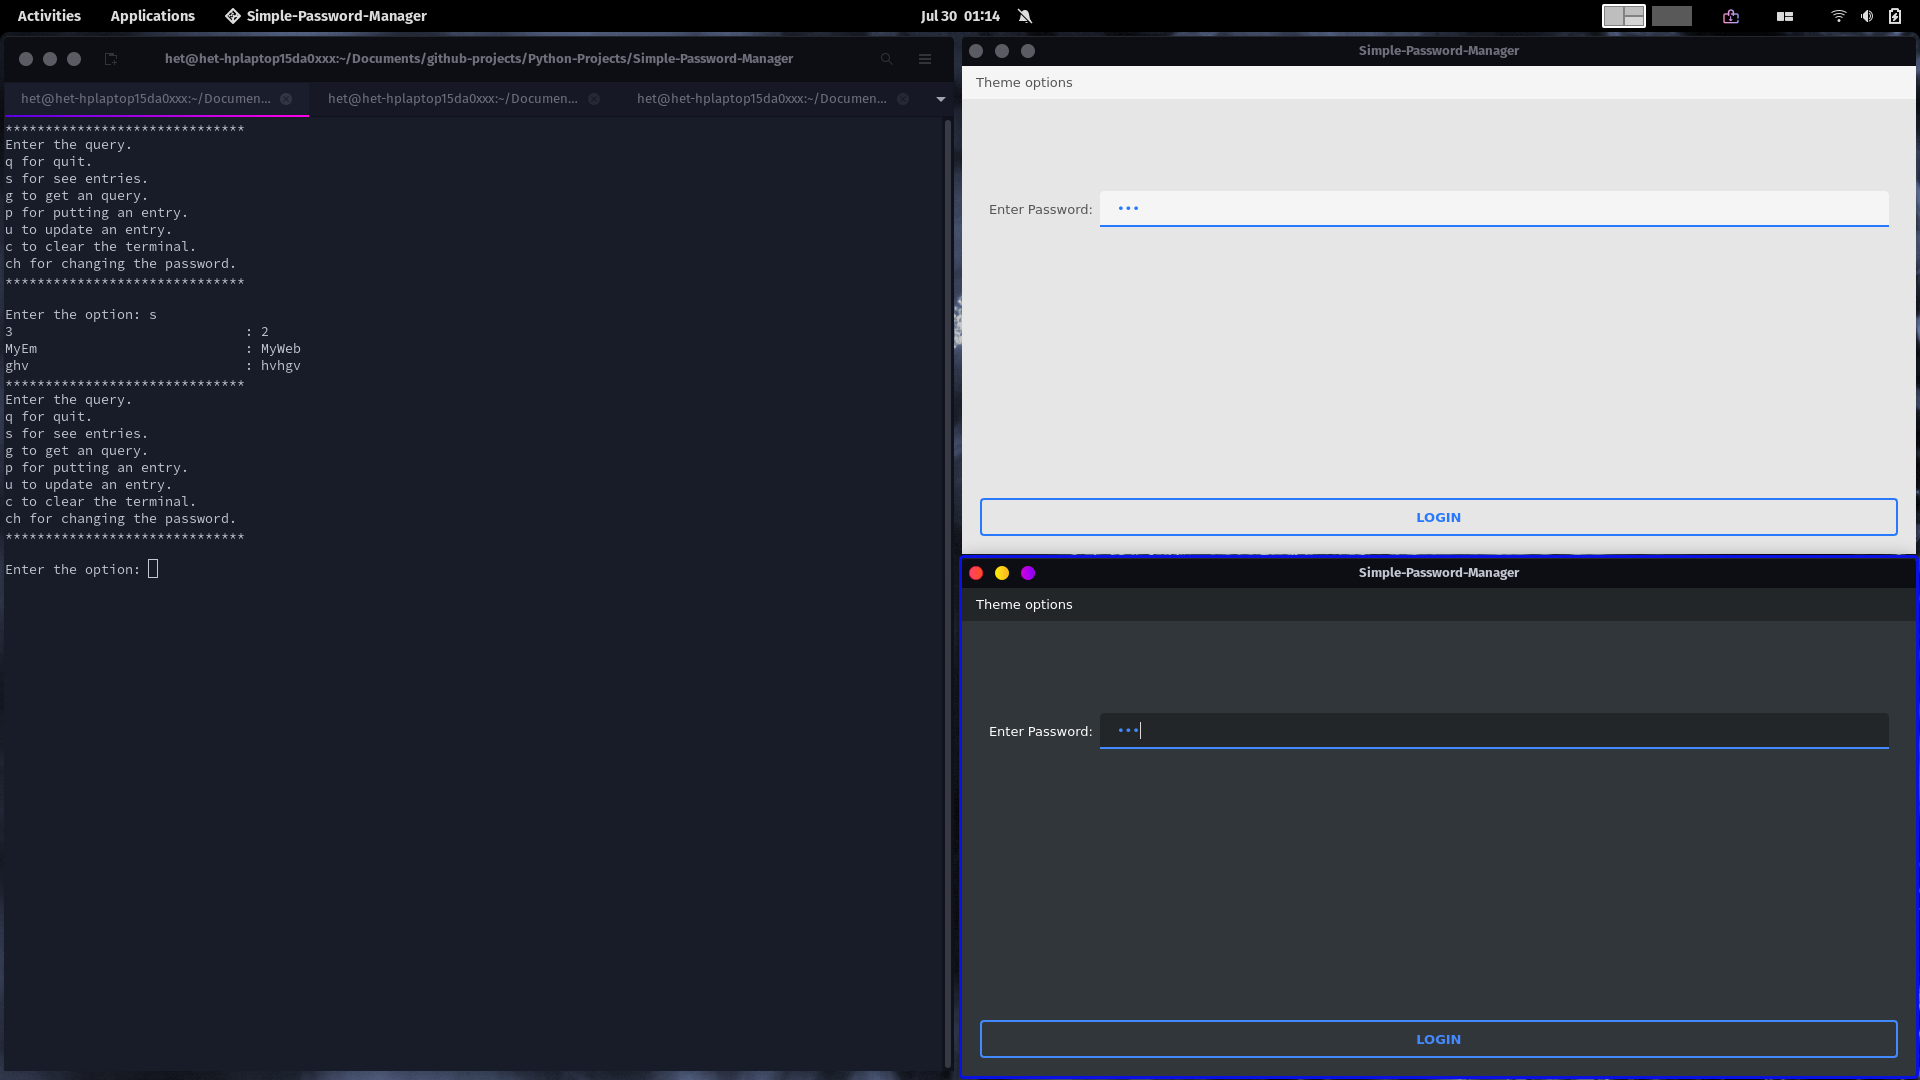 Activities Applications Simple-Password-Manager Jul 30 01:14
het@het-hplaptop15da0xxx:~/Documents/github-projects/Python-Projects/Simple-Password-Manager
het@het-hplaptop15da0xxx:~/Documen... het@het-hplaptop15da0xxx:~/Documen... het@het-hplaptop15da0xxx:~/Documen...
******************************
Enter the query.
q for quit.
s for see entries.
g to get an query.
p for putting an entry.
u to update an entry.
c to clear the terminal.
ch for changing the password.
******************************
Enter the option: s
3 : 2
MyEm : MyWeb
ghv : hvhgv
******************************
Enter the query.
q for quit.
s for see entries.
g to get an query.
p for putting an entry.
u to update an entry.
c to clear the terminal.
ch for changing the password.
******************************
Enter the option:
Simple-Password-Manager
Theme options
Enter Password: •••
LOGIN
Simple-Password-Manager
Theme options
Enter Password: •••
LOGIN